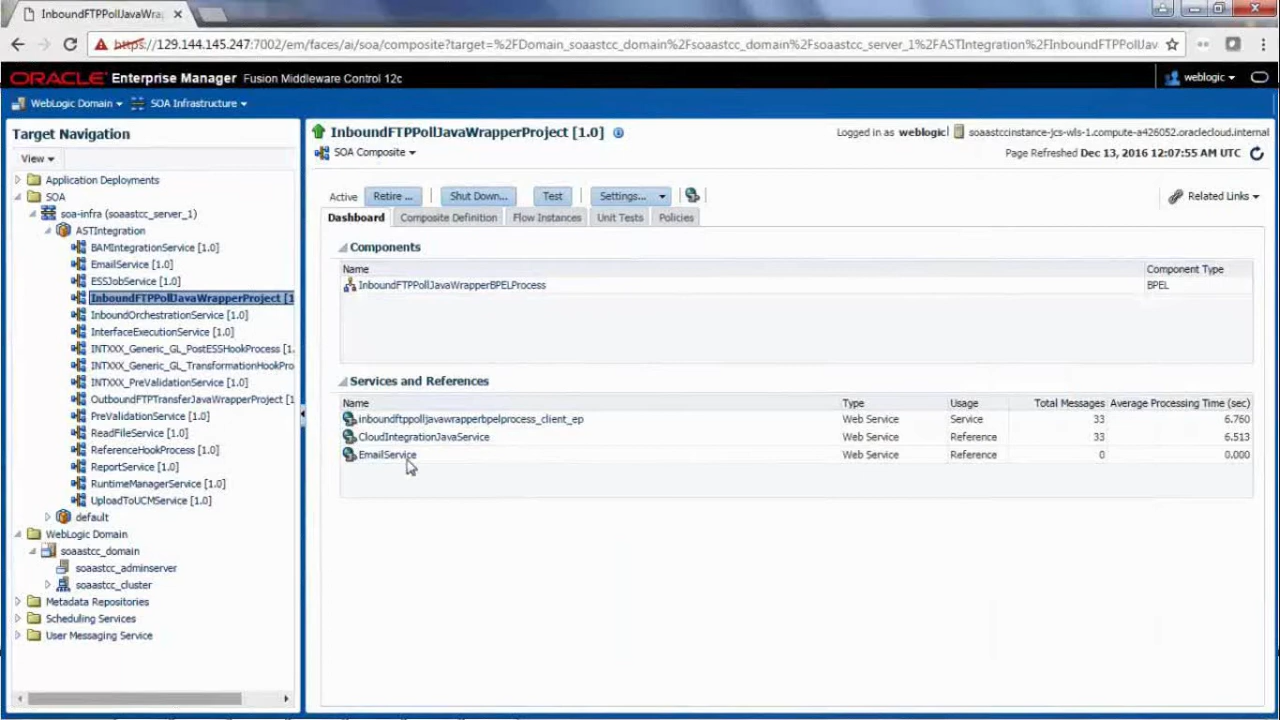 InboundFTPPollJavaWra
https://129.144.145.247:7002/em/faces/ai/soa/composite?target=%2FDomain_soaastcc_domain%2Fsoaastcc_domain%2Fsoaastcc_server_1%2FASTIntegration%2FInboundFTPPollJav
ORACLE Enterprise Manager Fusion Middleware Control 12c
weblogic
WebLogic Domain SOA Infrastructure
Target Navigation
View
Application Deployments
SOA
soa-infra (soaastcc_server_1)
ASTIntegration
BAMIntegrationService [1.0]
EmailService [1.0]
ESSJobService [1.0]
InboundFTPPollJavaWrapperProject [1
InboundOrchestrationService [1.0]
InterfaceExecutionService [1.0]
INTXXX_Generic_GL_PostESSHookProcess [1.
INTXXX_Generic_GL_TransformationHookPro
INTXXX_PreValidationService [1.0]
OutboundFTPTransferJavaWrapperProject [1
PreValidationService [1.0]
ReadFileService [1.0]
ReferenceHookProcess [1.0]
ReportService [1.0]
RuntimeManagerService [1.0]
UploadToUCMService [1.0]
default
WebLogic Domain
soaastcc_domain
soaastcc_adminserver
soaastcc_cluster
Metadata Repositories
Scheduling Services
User Messaging Service
InboundFTPPollJavaWrapperProject [1.0]
SOA Composite
Logged in as weblogic soaastccinstance-jcs-wls-1.compute-a426052.oraclecloud.internal
Page Refreshed Dec 13, 2016 12:07:55 AM UTC
Active Retire ... Shut Down... Test Settings... Related Links
Dashboard Composite Definition Flow Instances Unit Tests Policies
Components
Name Component Type
InboundFTPPollJavaWrapperBPELProcess BPEL
Services and References
Name Type Usage Total Messages Average Processing Time (sec)
inboundftppolljavawrapperbpelprocess_client_ep Web Service Service 33 6.760
CloudIntegrationJavaService Web Service Reference 33 6.513
EmailService Web Service Reference 0 0.000